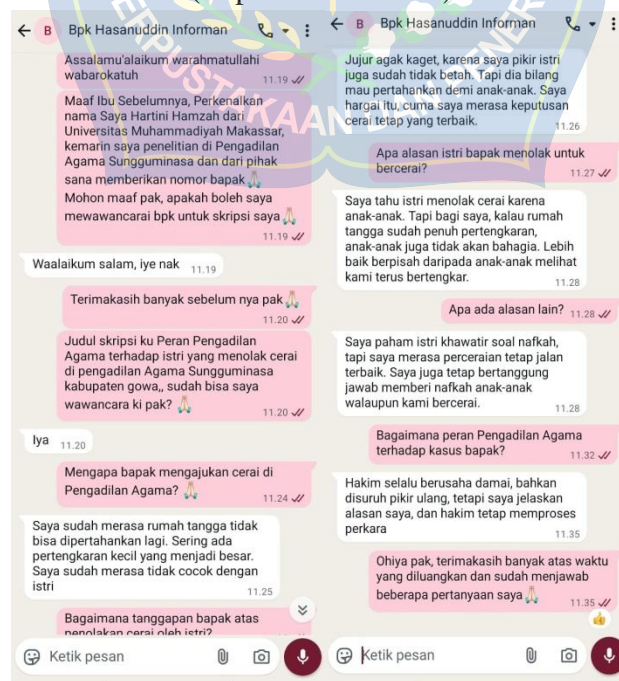 B Bpk Hasanuddin Informan
Assalamu'alaikum warahmatullahi
wabarokatuh
11.19
Maaf Ibu Sebelumnya, Perkenalkan
nama Saya Hartini Hamzah dari
Universitas Muhammadiyah Makassar,
kemarin saya penelitian di Pengadilan
Agama Sungguminasa dan dari pihak
sana memberikan nomor bapak🙏🏻
Mohon maaf pak, apakah boleh saya
mewawancarai bpk untuk skripsi saya🙏🏻
11.19
Waalaikum salam, iye nak 11.19
Terimakasih banyak sebelum nya pak🙏🏻
11.20
Judul skripsi ku Peran Pengadilan
Agama terhadap istri yang menolak cerai
di pengadilan Agama Sungguminasa
kabupaten gowa,, sudah bisa saya
wawancara ki pak? 🙏🏻
11.20
Iya 11.20
Mengapa bapak mengajukan cerai di
Pengadilan Agama? 🙏🏻
11.24
Saya sudah merasa rumah tangga tidak
bisa dipertahankan lagi. Sering ada
pertengkaran kecil yang menjadi besar.
Saya sudah merasa tidak cocok dengan
istri
11.25
Bagaimana tanggapan bapak atas
penolakan cerai oleh istri?
Ketik pesan
B Bpk Hasanuddin Informan
Jujur agak kaget, karena saya pikir istri
juga sudah tidak betah. Tapi dia bilang
mau pertahankan demi anak-anak. Saya
hargai itu, cuma saya merasa keputusan
cerai tetap yang terbaik.
11.26
Apa alasan istri bapak menolak untuk
bercerai?
11.27
Saya tahu istri menolak cerai karena
anak-anak. Tapi bagi saya, kalau rumah
tangga sudah penuh pertengkaran,
anak-anak juga tidak akan bahagia. Lebih
baik berpisah daripada anak-anak melihat
kami terus bertengkar.
11.28
Apa ada alasan lain? 11.28
Saya paham istri khawatir soal nafkah,
tapi saya merasa perceraian tetap jalan
terbaik. Saya juga tetap bertanggung
jawab memberi nafkah anak-anak
walaupun kami bercerai.
11.28
Bagaimana peran Pengadilan Agama
terhadap kasus bapak?
11.32
Hakim selalu berusaha damai, bahkan
disuruh pikir ulang, tetapi saya jelaskan
alasan saya, dan hakim tetap memproses
perkara
11.35
Ohiya pak, terimakasih banyak atas waktu
yang diluangkan dan sudah menjawab
beberapa pertanyaan saya🙏🏻
11.35
👍
Ketik pesan